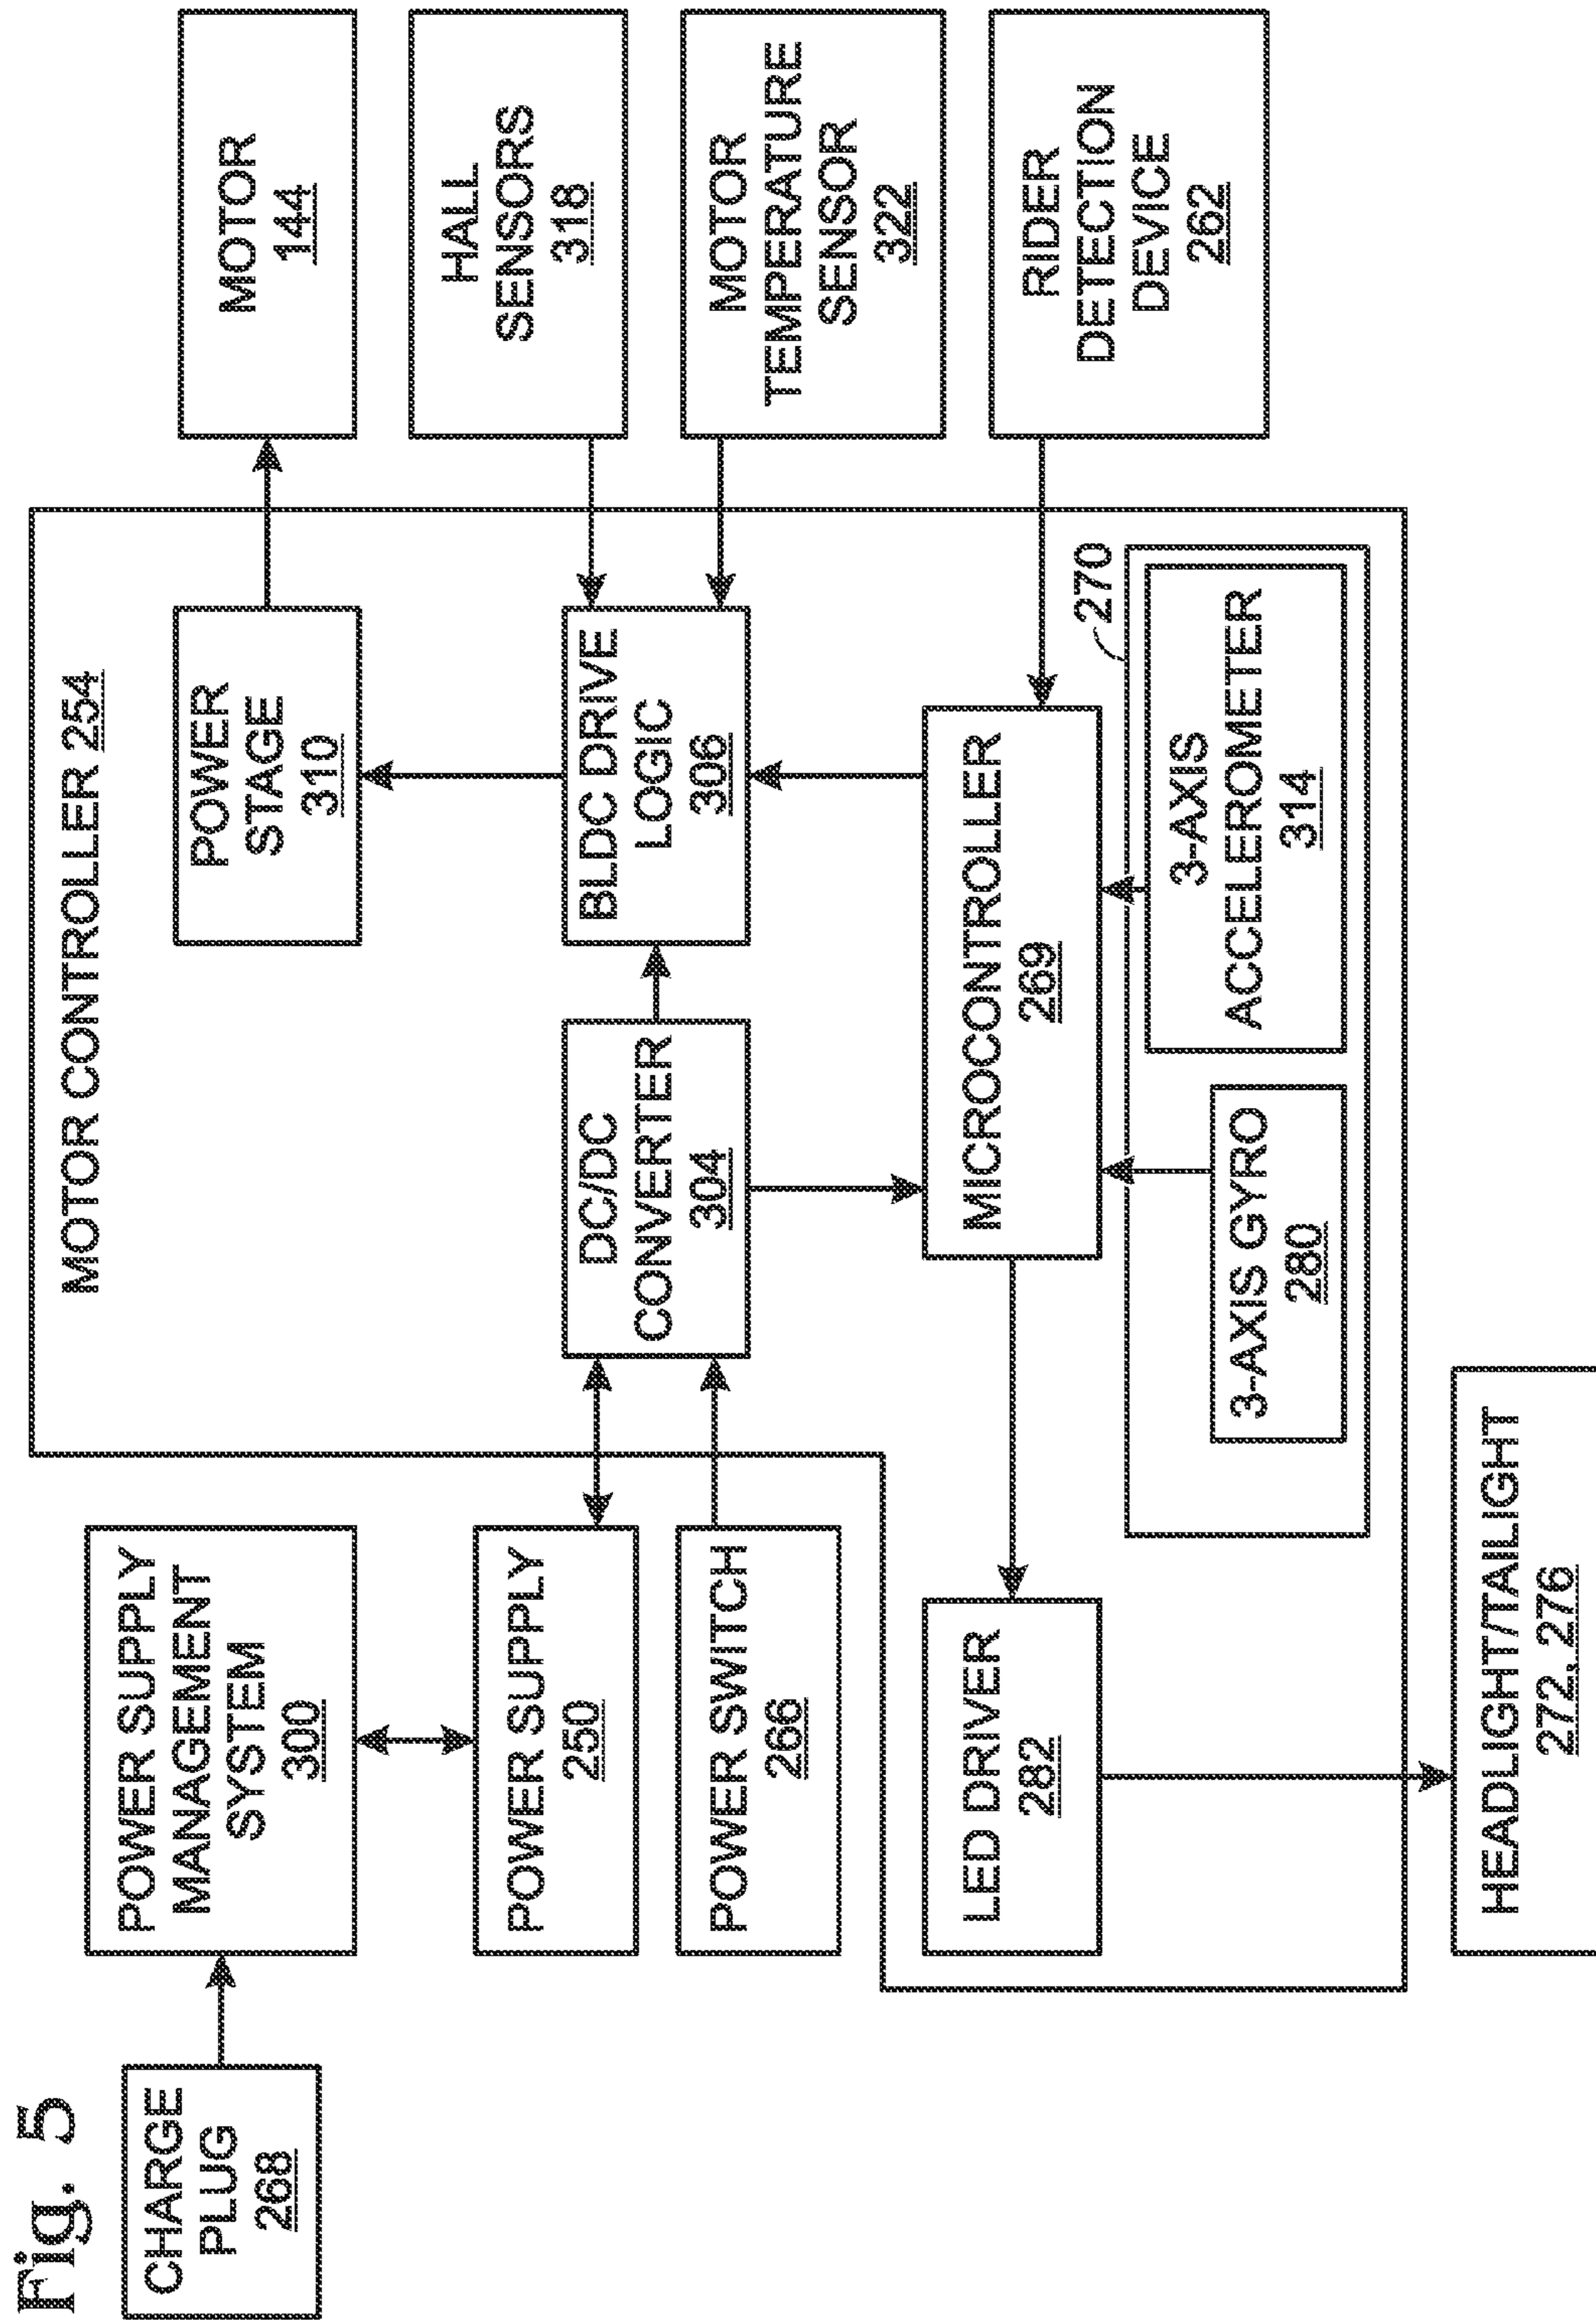 Fig. 5
CHARGE
PLUG
268
POWER SUPPLY
MANAGEMENT
SYSTEM
300
POWER SUPPLY
250
POWER SWITCH
266
MOTOR CONTROLLER 254
POWER
STAGE
310
DC/DC
CONVERTER
304
BLDC DRIVE
LOGIC
306
LED DRIVER
282
MICROCONTROLLER
269
270
3-AXIS GYRO
280
3-AXIS
ACCELEROMETER
314
HEADLIGHT/TAILIGHT
272, 276
MOTOR
144
HALL
SENSORS
318
MOTOR
TEMPERATURE
SENSOR
322
RIDER
DETECTION
DEVICE
262